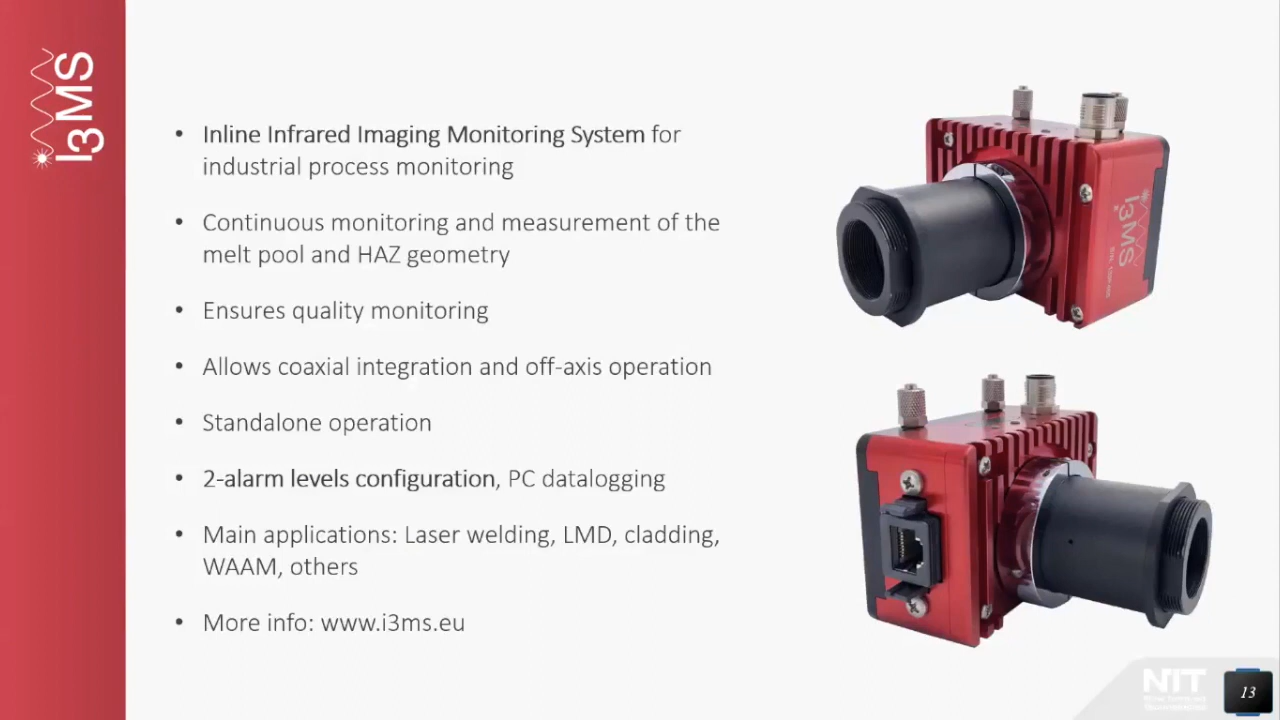 I3MS
• Inline Infrared Imaging Monitoring System for
industrial process monitoring
• Continuous monitoring and measurement of the
melt pool and HAZ geometry
• Ensures quality monitoring
• Allows coaxial integration and off-axis operation
• Standalone operation
• 2-alarm levels configuration, PC datalogging
• Main applications: Laser welding, LMD, cladding,
WAAM, others
• More info: www.i3ms.eu
I3MS
NIT
13